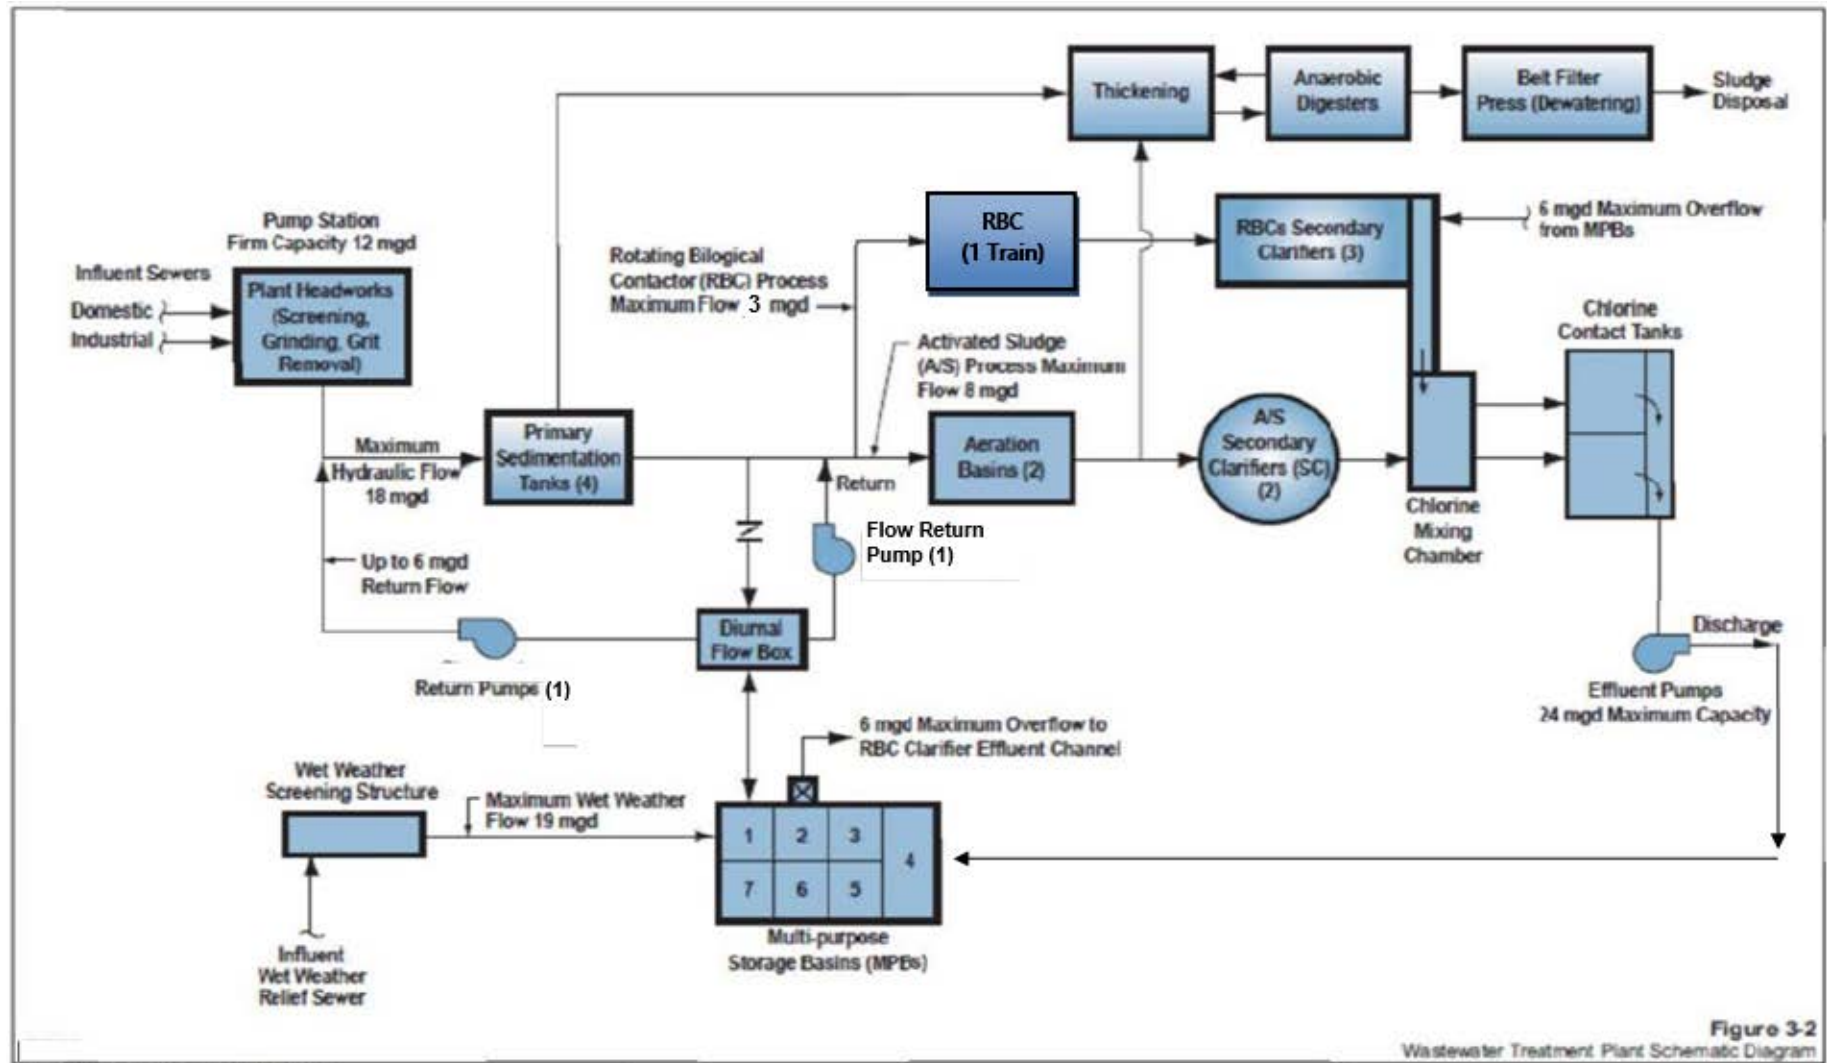 Thickening
Anaerobic
Digesters
Belt Filter
Press (Dewatering)
Sludge
Disposal
Pump Station
Firm Capacity 12 mgd
Influent Sewers
Domestic
Industrial
Plant Headworks
(Screening,
Grinding, Grit
Removal)
Rotating Bilogical
Contactor (RBC) Process
Maximum Flow 3 mgd
RBC
(1 Train)
RBCs Secondary
Clarifiers (3)
6 mgd Maximum Overflow
from MPBs
Chlorine
Contact Tanks
Activated Sludge
(A/S) Process Maximum
Flow 8 mgd
Maximum
Hydraulic Flow
18 mgd
Primary
Sedimentation
Tanks (4)
Return
Aeration
Basins (2)
A/S
Secondary
Clarifiers (SC)
(2)
Chlorine
Mixing
Chamber
Flow Return
Pump (1)
Up to 6 mgd
Return Flow
Diurnal
Flow Box
Return Pumps (1)
Discharge
Effluent Pumps
24 mgd Maximum Capacity
6 mgd Maximum Overflow to
RBC Clarifier Effluent Channel
Wet Weather
Screening Structure
Maximum Wet Weather
Flow 19 mgd
1 2 3
4
7 6 5
Multi-purpose
Storage Basins (MPBs)
Influent
Wet Weather
Relief Sewer
Figure 3-2
Wastewater Treatment Plant Schematic Diagram